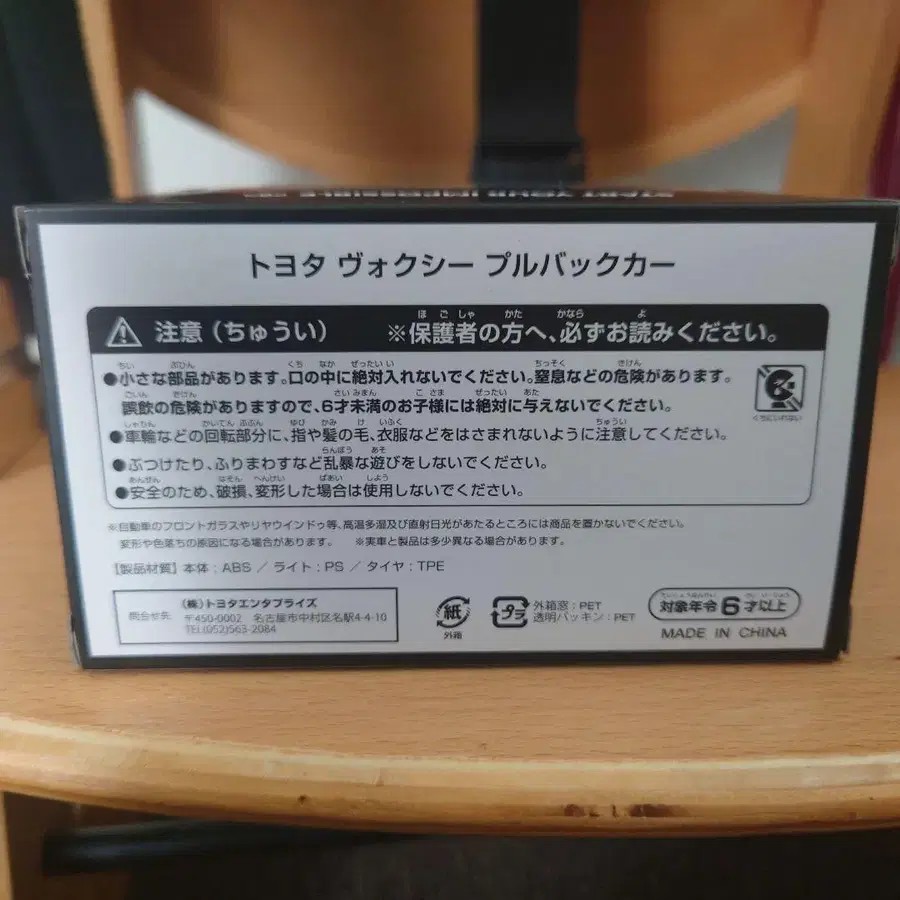 START YOUR IMPOSSIBLE
トヨタ ヴォクシー プルバックカー
注意（ちゅうい） ※保護者の方へ、必ずお読みください。
●小さな部品があります。口の中に絶対入れないでください。窒息などの危険があります。
誤飲の危険がありますので、6才未満のお子様には絶対に与えないでください。
●車輪などの回転部分に、指や髪の毛、衣服などをはさまれないように注意してください。
●ぶつけたり、ふりまわすなど乱暴な遊びをしないでください。
●安全のため、破損、変形した場合は使用しないでください。
くちにいれない
※自動車のフロントガラスやリヤウインドゥ等、高温多湿及び直射日光があたるところには商品を置かないでください。
変形や色落ちの原因になる場合があります。 ※実車と製品は多少異なる場合があります。
【製品材質】本体：ABS ／ ライト：PS ／ タイヤ：TPE
問合せ先
（株）トヨタエンタプライズ
〒450-0002 名古屋市中村区名駅4-4-10
TEL(052)563-2084
紙
外箱
プラ
外箱窓：PET
透明パッキン：PET
対象年令 6才以上
MADE IN CHINA